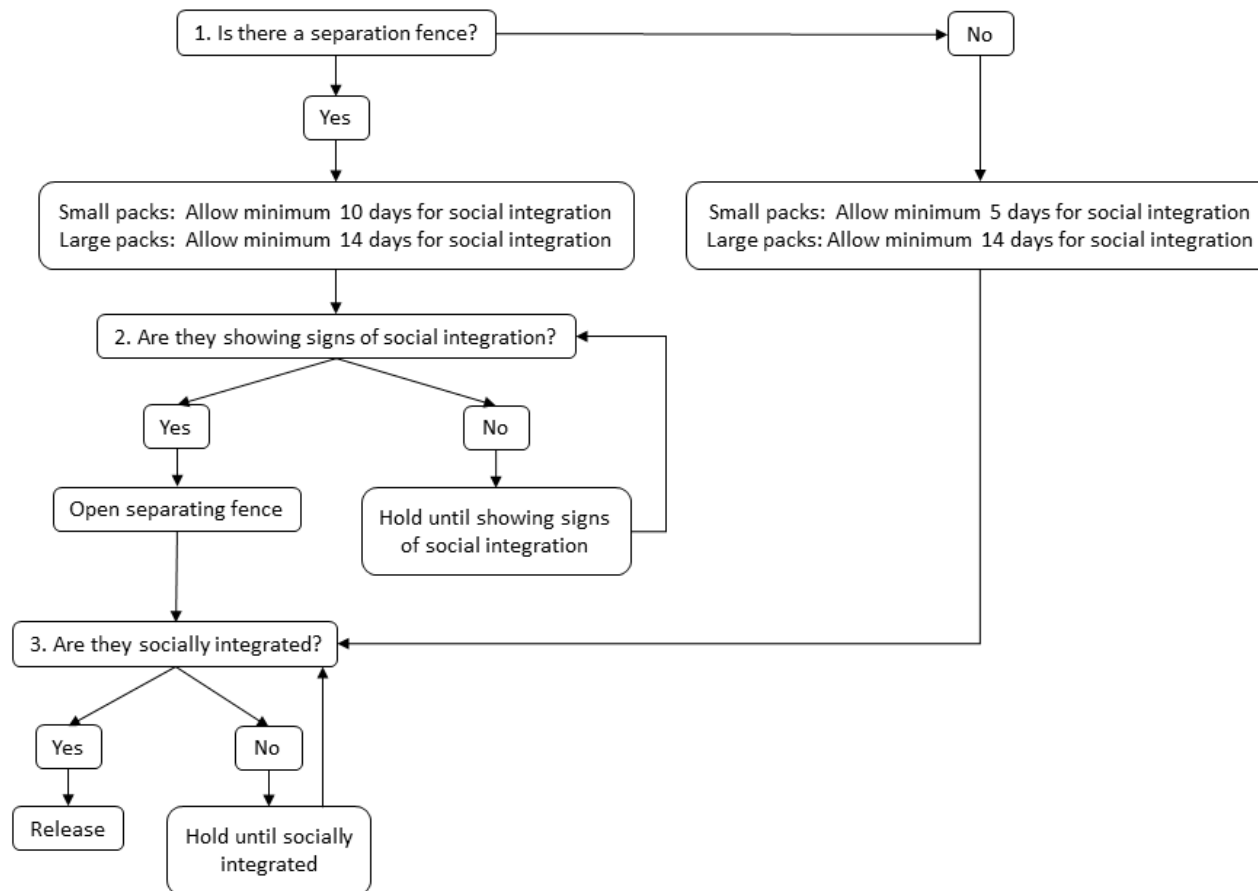 1. Is there a separation fence?
No
Yes
Small packs: Allow minimum 10 days for social integration
Large packs: Allow minimum 14 days for social integration
Small packs: Allow minimum 5 days for social integration
Large packs: Allow minimum 14 days for social integration
2. Are they showing signs of social integration?
Yes
No
Open separating fence
Hold until showing signs
of social integration
3. Are they socially integrated?
Yes
No
Release
Hold until socially
integrated